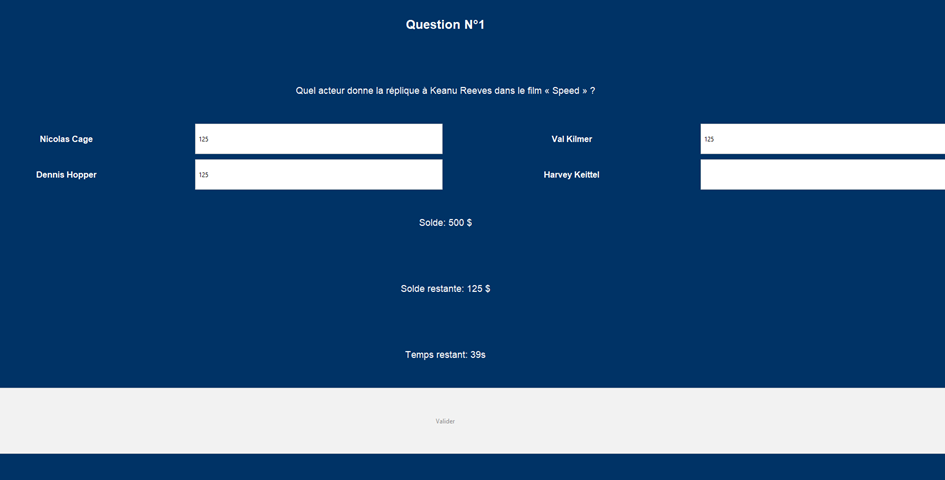 Question N°1
Quel acteur donne la réplique à Keanu Reeves dans le film « Speed » ?
Nicolas Cage 125 Val Kilmer 125
Dennis Hopper 125 Harvey Keittel
Solde: 500 $
Solde restante: 125 $
Temps restant: 39s
Valider